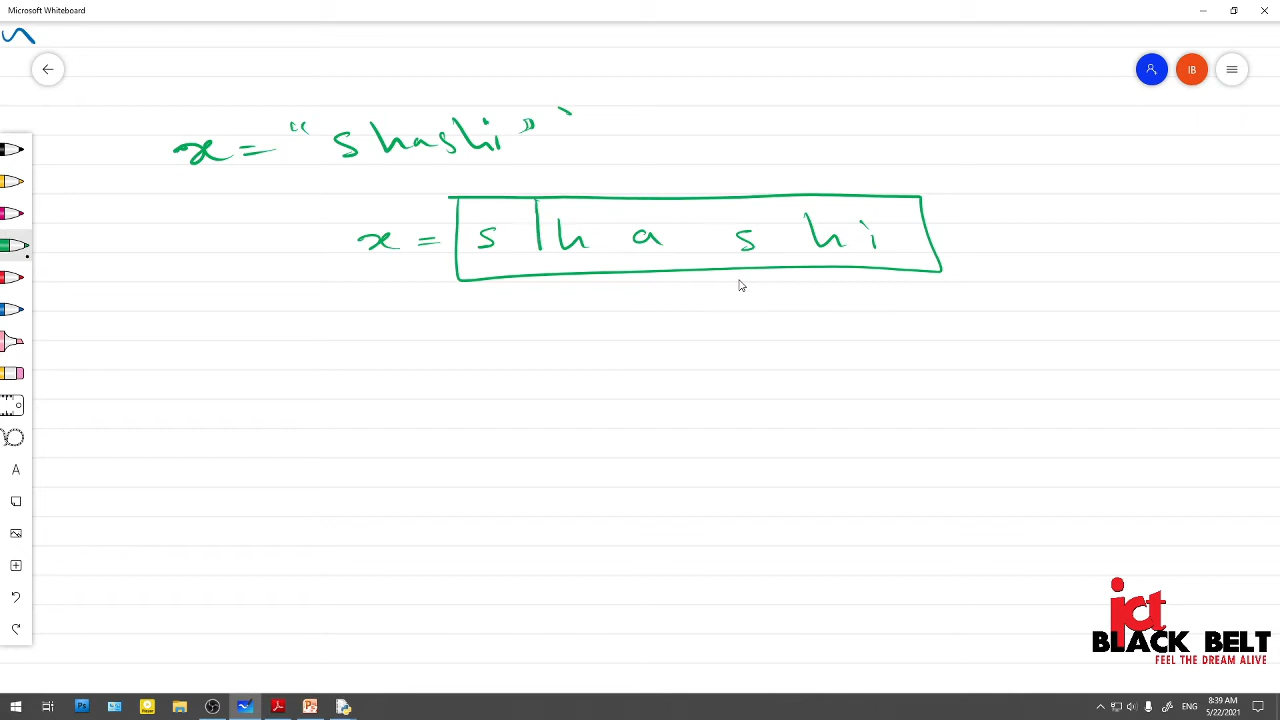 Microsoft Whiteboard
IB
x = "shashi"
x = s h a s h i
A
ict
BLACK BELT
FEEL THE DREAM ALIVE
ENG
8:39 AM
5/22/2021